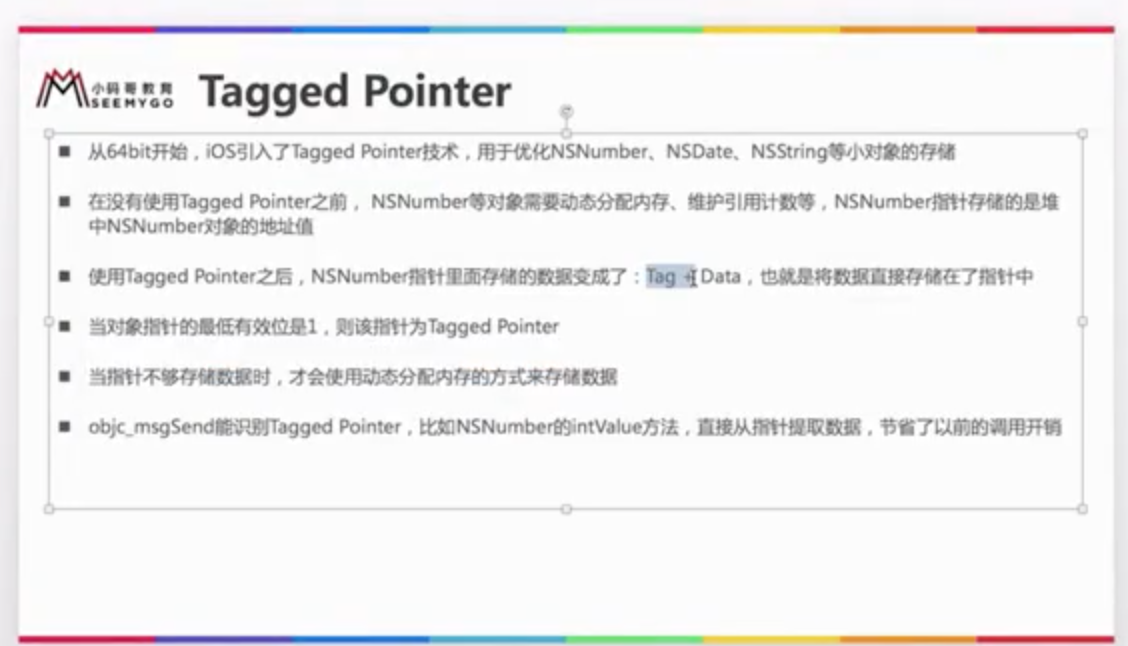 小码哥教育
SEEMYGO
Tagged Pointer
■ 从64bit开始，iOS引入了Tagged Pointer技术，用于优化NSNumber、NSDate、NSString等小对象的存储
■ 在没有使用Tagged Pointer之前， NSNumber等对象需要动态分配内存、维护引用计数等，NSNumber指针存储的是堆
中NSNumber对象的地址值
■ 使用Tagged Pointer之后，NSNumber指针里面存储的数据变成了：Tag + Data，也就是将数据直接存储在了指针中
■ 当对象指针的最低有效位是1，则该指针为Tagged Pointer
■ 当指针不够存储数据时，才会使用动态分配内存的方式来存储数据
■ objc_msgSend能识别Tagged Pointer，比如NSNumber的intValue方法，直接从指针提取数据，节省了以前的调用开销